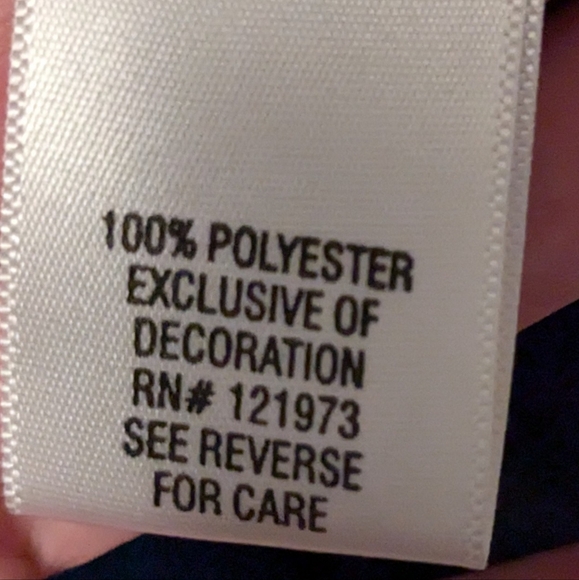 100% POLYESTER
EXCLUSIVE OF
DECORATION
RN# 121973
SEE REVERSE
FOR CARE